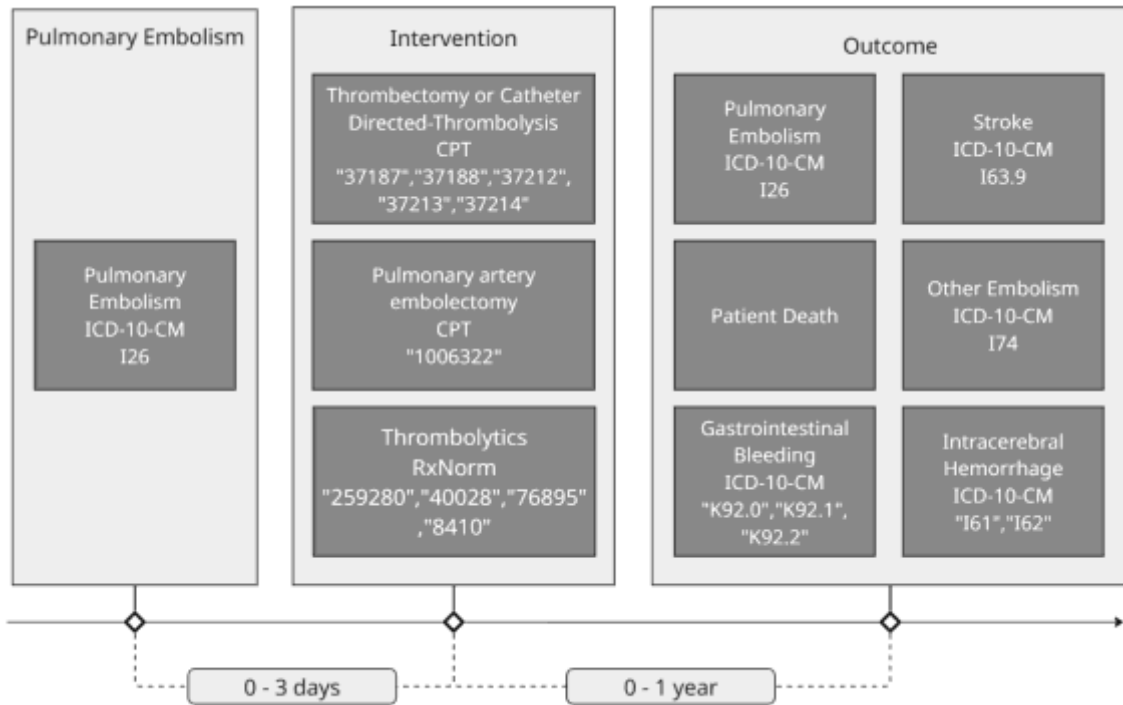 Pulmonary Embolism
Pulmonary
Embolism
ICD-10-CM
I26
Intervention
Thrombectomy or Catheter
Directed-Thrombolysis
CPT
"37187","37188","37212",
"37213","37214"
Pulmonary artery
embolectomy
CPT
"1006322"
Thrombolytics
RxNorm
"259280","40028","76895"
,"8410"
Outcome
Pulmonary
Embolism
ICD-10-CM
I26
Stroke
ICD-10-CM
I63.9
Patient Death
Other Embolism
ICD-10-CM
I74
Gastrointestinal
Bleeding
ICD-10-CM
"K92.0","K92.1",
"K92.2"
Intracerebral
Hemorrhage
ICD-10-CM
"I61","I62"
0 - 3 days
0 - 1 year